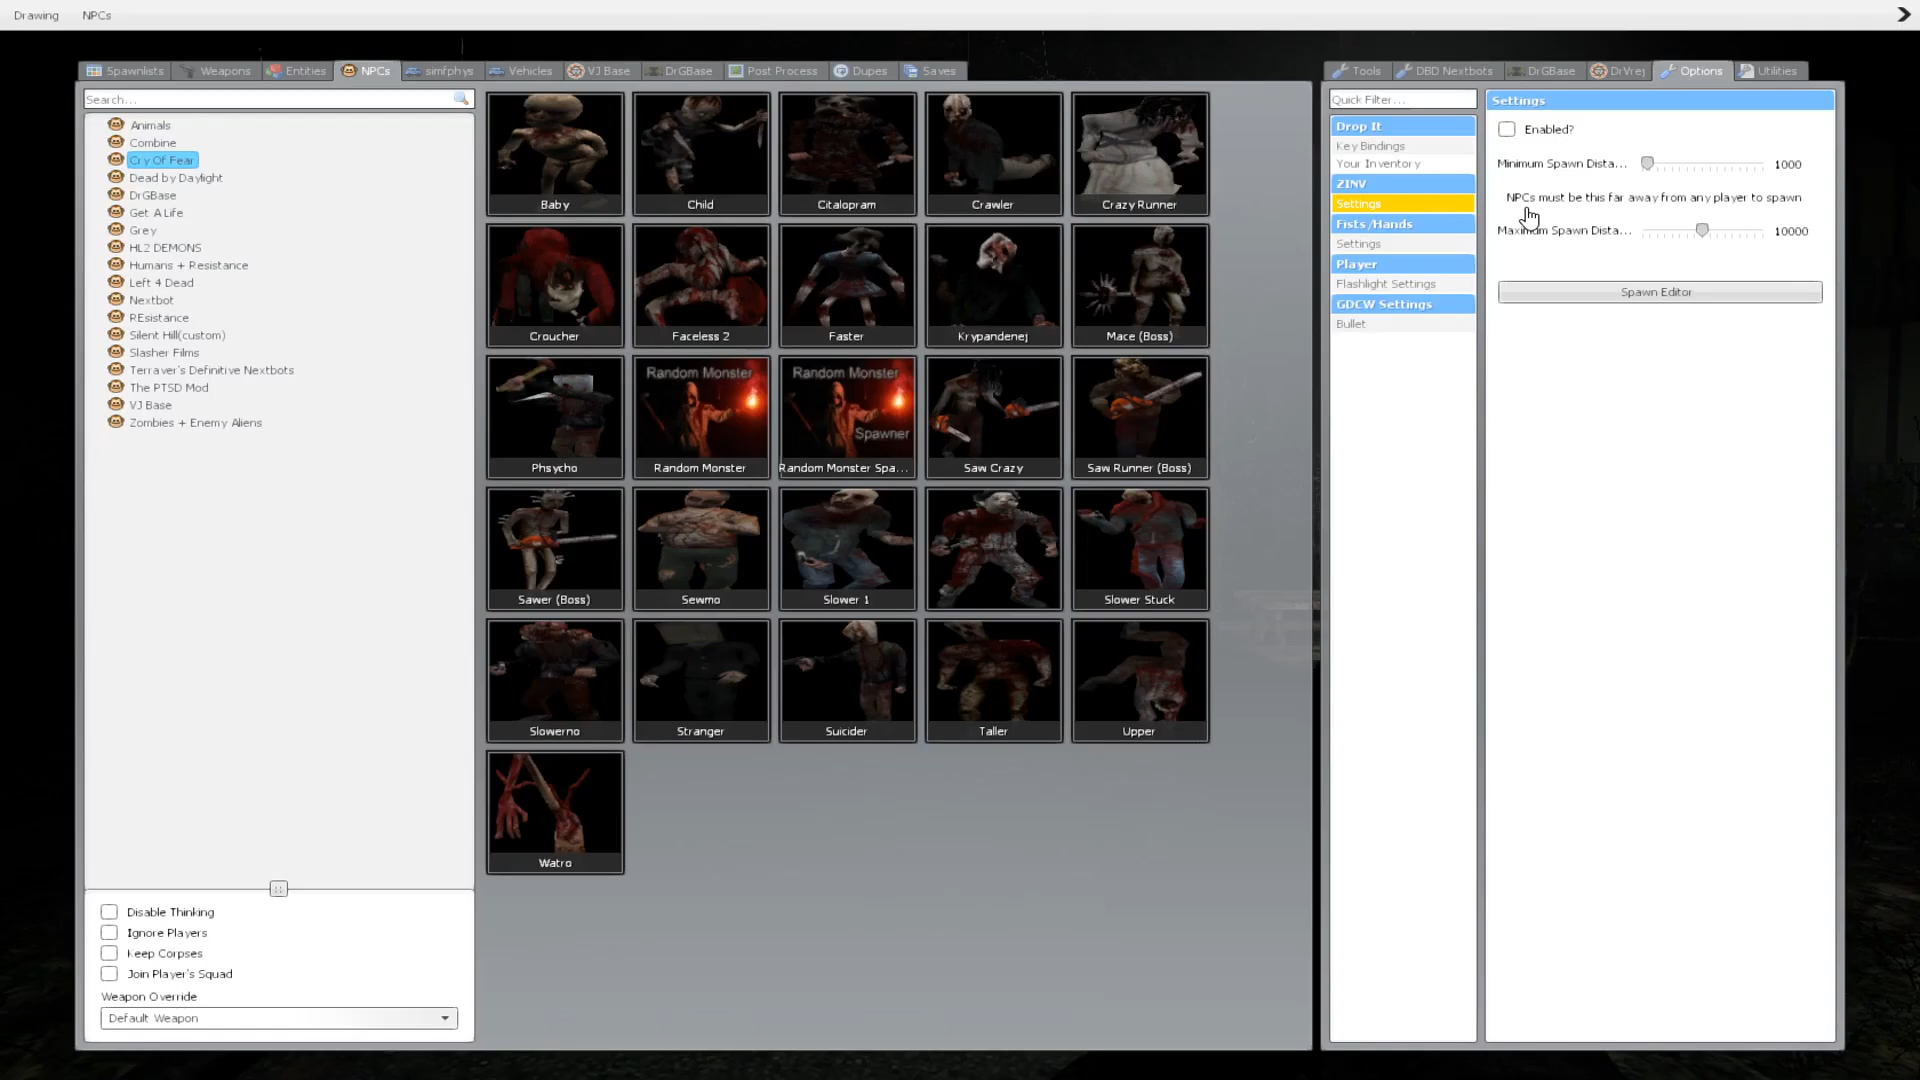 Drawing NPCs
Spawnlists Weapons Entities NPCs simfphys Vehicles VJ Base DrGBase Post Process Dupes Saves
Search...
Animals
Combine
Cry Of Fear
Dead by Daylight
DrGBase
Get A Life
Grey
HL2 DEMONS
Humans + Resistance
Left 4 Dead
Nextbot
REsistance
Silent Hill(custom)
Slasher Films
Terraver's Definitive Nextbots
The PTSD Mod
VJ Base
Zombies + Enemy Aliens
Disable Thinking
Ignore Players
Keep Corpses
Join Player's Squad
Weapon Override
Default Weapon
Baby Child Citalopram Crawler Crazy Runner
Croucher Faceless 2 Faster Krypandenej Mace (Boss)
Random Monster Random Monster
Spawner
Phsycho Random Monster Random Monster Spa... Saw Crazy Saw Runner (Boss)
Sawer (Boss) Sewmo Slower 1 Slower Stuck
Slowerno Stranger Suicider Taller Upper
Watro
Tools DBD Nextbots DrGBase DrVrej Options Utilities
Quick Filter...
Drop It
Key Bindings
Your Inventory
ZINV
Settings
Fists/Hands
Settings
Player
Flashlight Settings
GDCW Settings
Bullet
Settings
Enabled?
Minimum Spawn Dista... 1000
NPCs must be this far away from any player to spawn
Maximum Spawn Dista... 10000
Spawn Editor